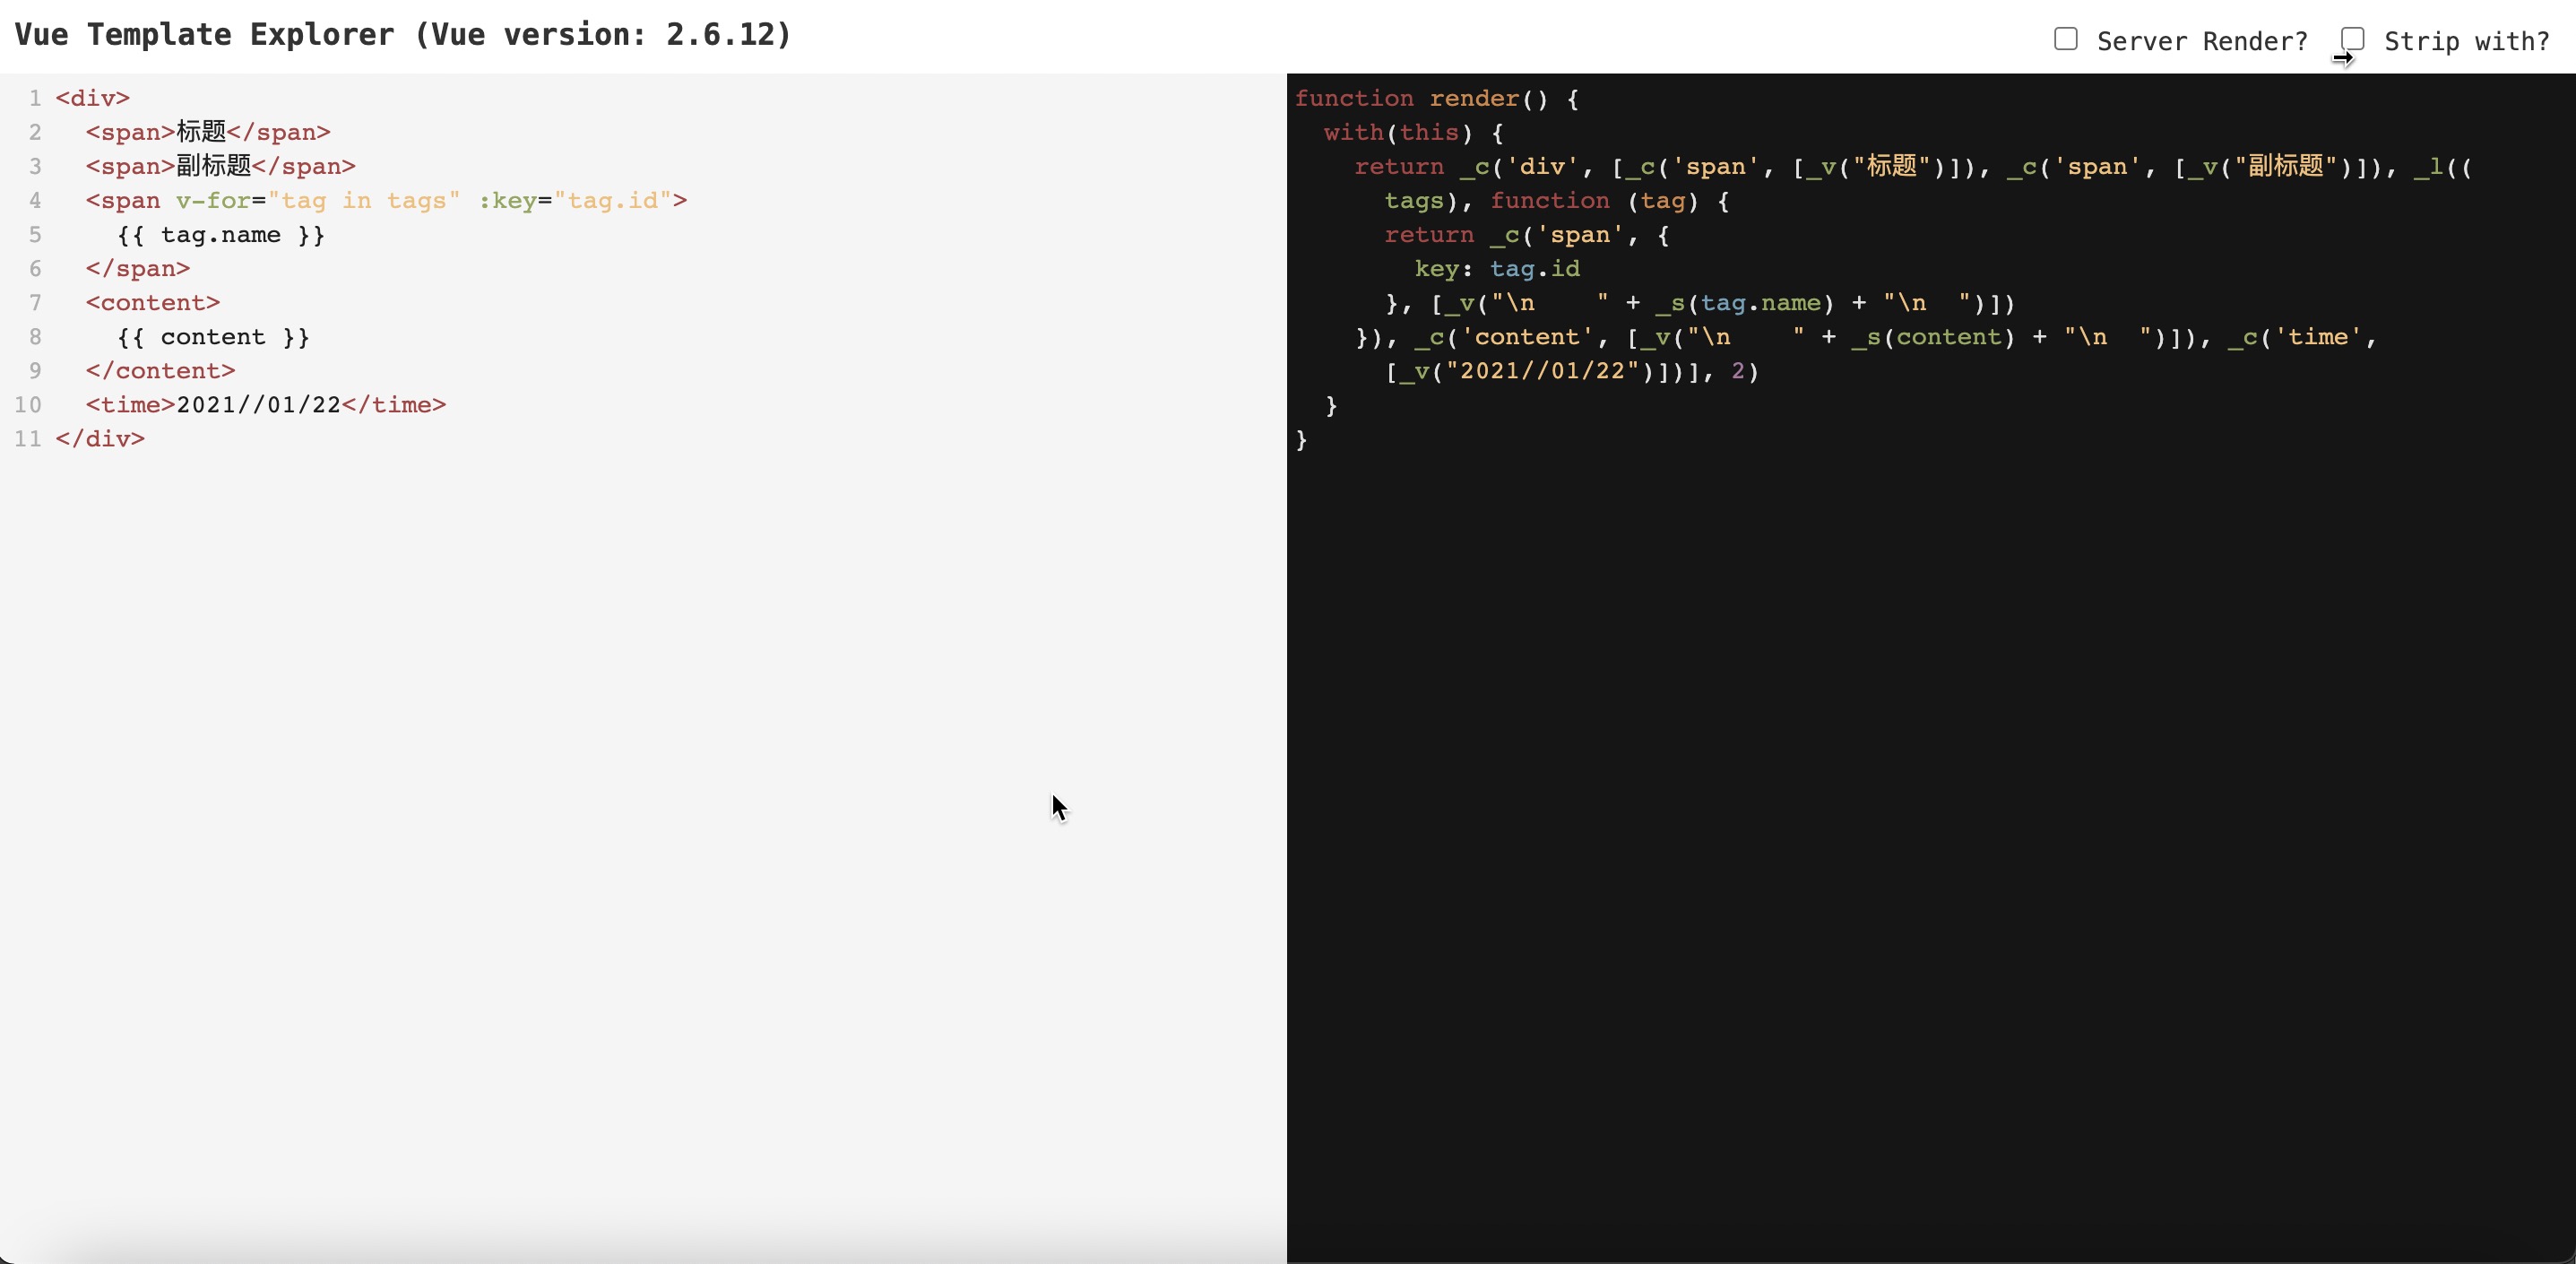 Vue Template Explorer (Vue version: 2.6.12)
Server Render? Strip with?
1 <div>
2   <span>标题</span>
3   <span>副标题</span>
4   <span v-for="tag in tags" :key="tag.id">
5     {{ tag.name }}
6   </span>
7   <content>
8     {{ content }}
9   </content>
10   <time>2021//01/22</time>
11 </div>
function render() {
  with(this) {
    return _c('div', [_c('span', [_v("标题")]), _c('span', [_v("副标题")]), _l((
      tags), function (tag) {
      return _c('span', {
        key: tag.id
      }, [_v("\n    " + _s(tag.name) + "\n  ")])
    }), _c('content', [_v("\n    " + _s(content) + "\n  ")]), _c('time',
      [_v("2021//01/22")])], 2)
  }
}